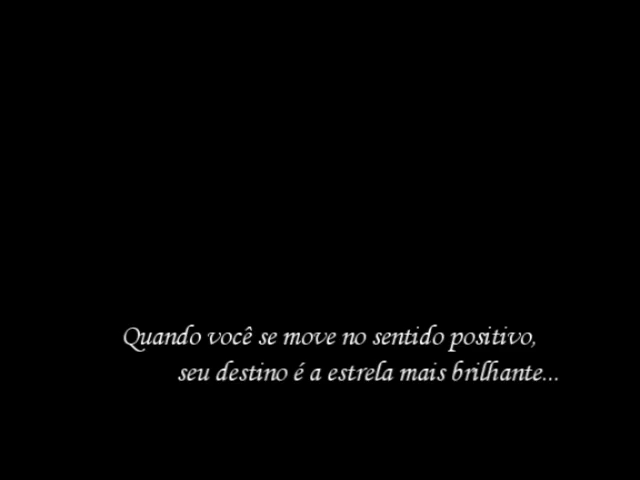 Quando você se move no sentido positivo,
seu destino é a estrela mais brilhante...